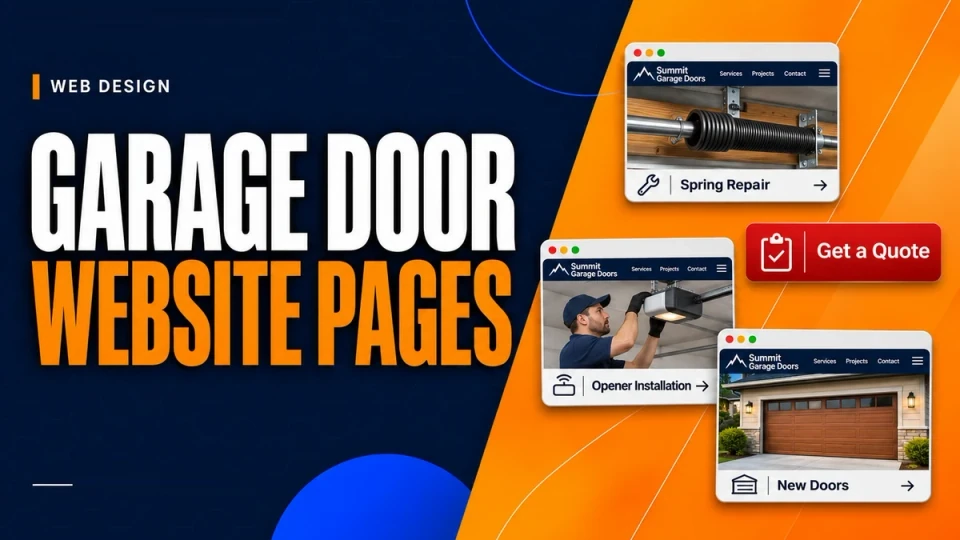 WEB DESIGN
GARAGE DOOR
WEBSITE PAGES
Summit
Garage Doors
Services Projects Contact
Spring Repair
Get a Quote
Summit
Garage Doors
Services Projects Contact
Opener Installation
Summit
Garage Doors
Services Projects Contact
New Doors